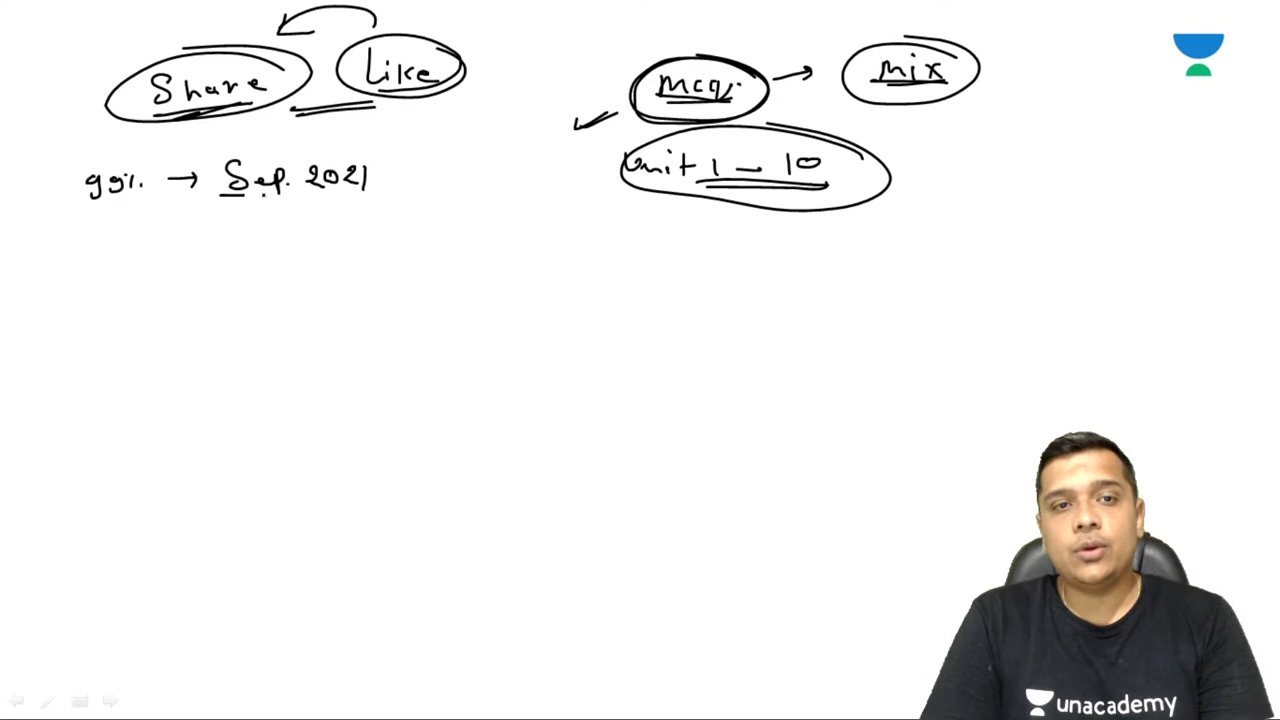 Share Like
mcq. → mix
unit 1 - 10
99%. → Sep. 2021
unacademy